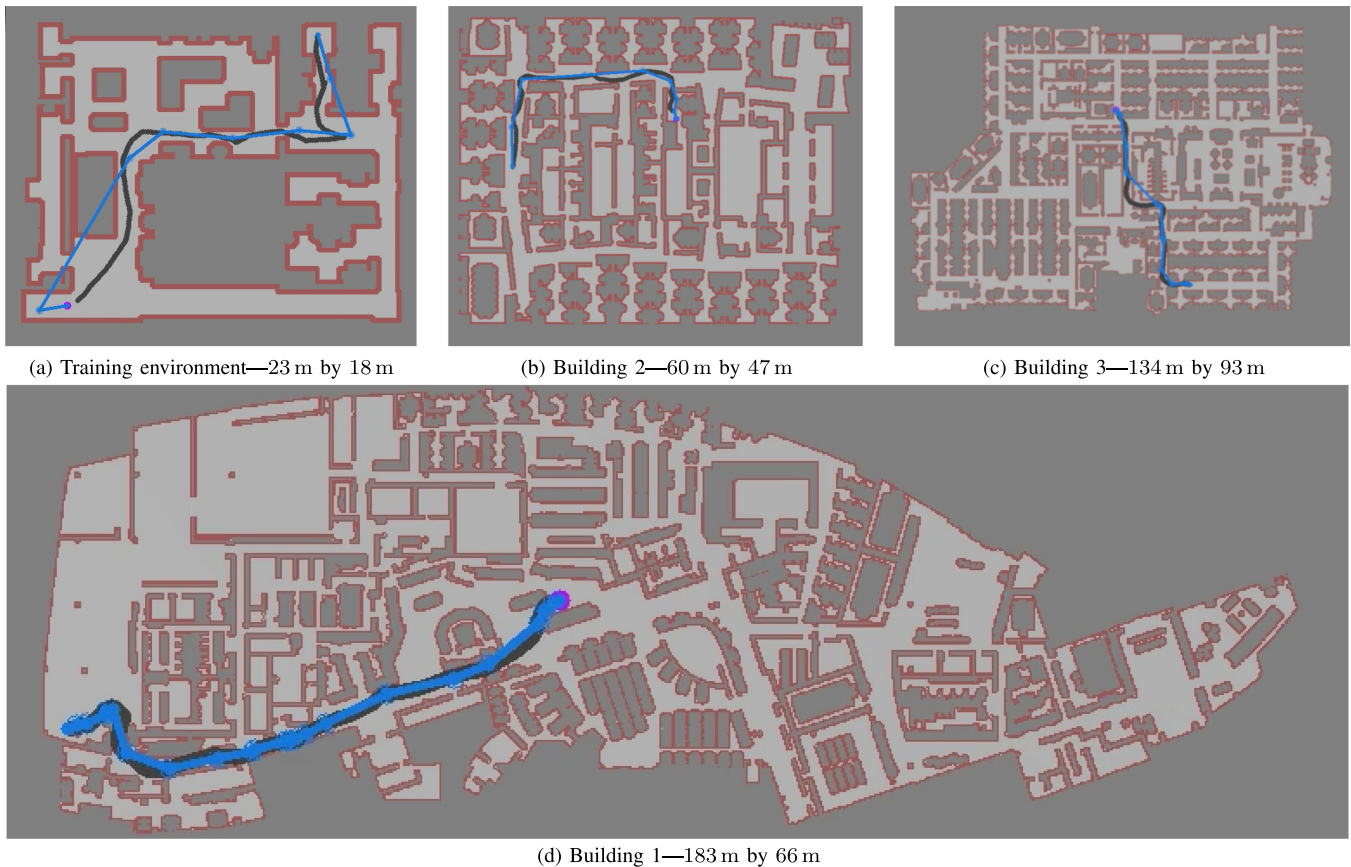 (a) Training environment—23 m by 18 m
(b) Building 2—60 m by 47 m
(c) Building 3—134 m by 93 m
(d) Building 1—183 m by 66 m